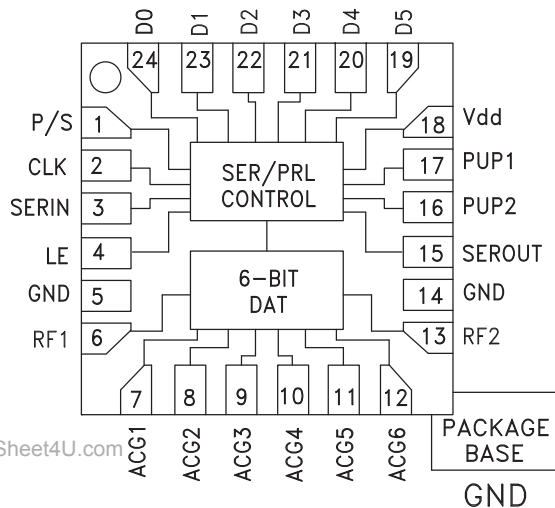 D0 D1 D2 D3 D4 D5
24 23 22 21 20 19
P/S 1 18 Vdd
CLK 2 17 PUP1
SERIN 3 16 PUP2
SER/PRL
CONTROL
LE 4 15 SEROUT
GND 5 14 GND
6-BIT
DAT
RF1 6 13 RF2
7 8 9 10 11 12
ACG1 ACG2 ACG3 ACG4 ACG5 ACG6
PACKAGE
BASE
GND
Sheet4U.com